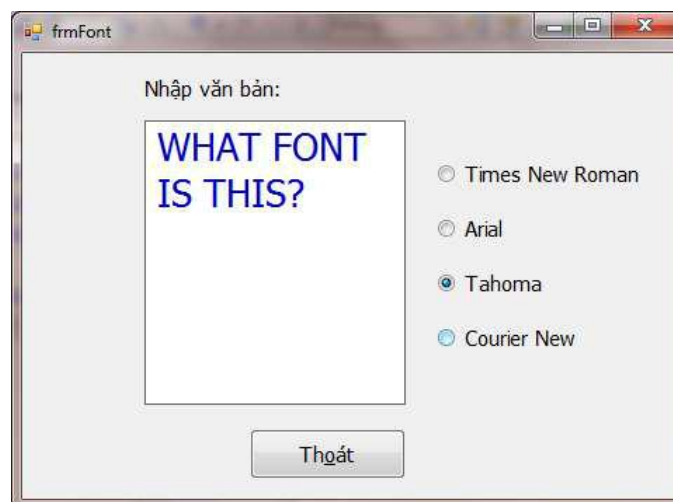 frmFont
Nhập văn bản:
WHAT FONT
IS THIS?
Times New Roman
Arial
Tahoma
Courier New
Thoát